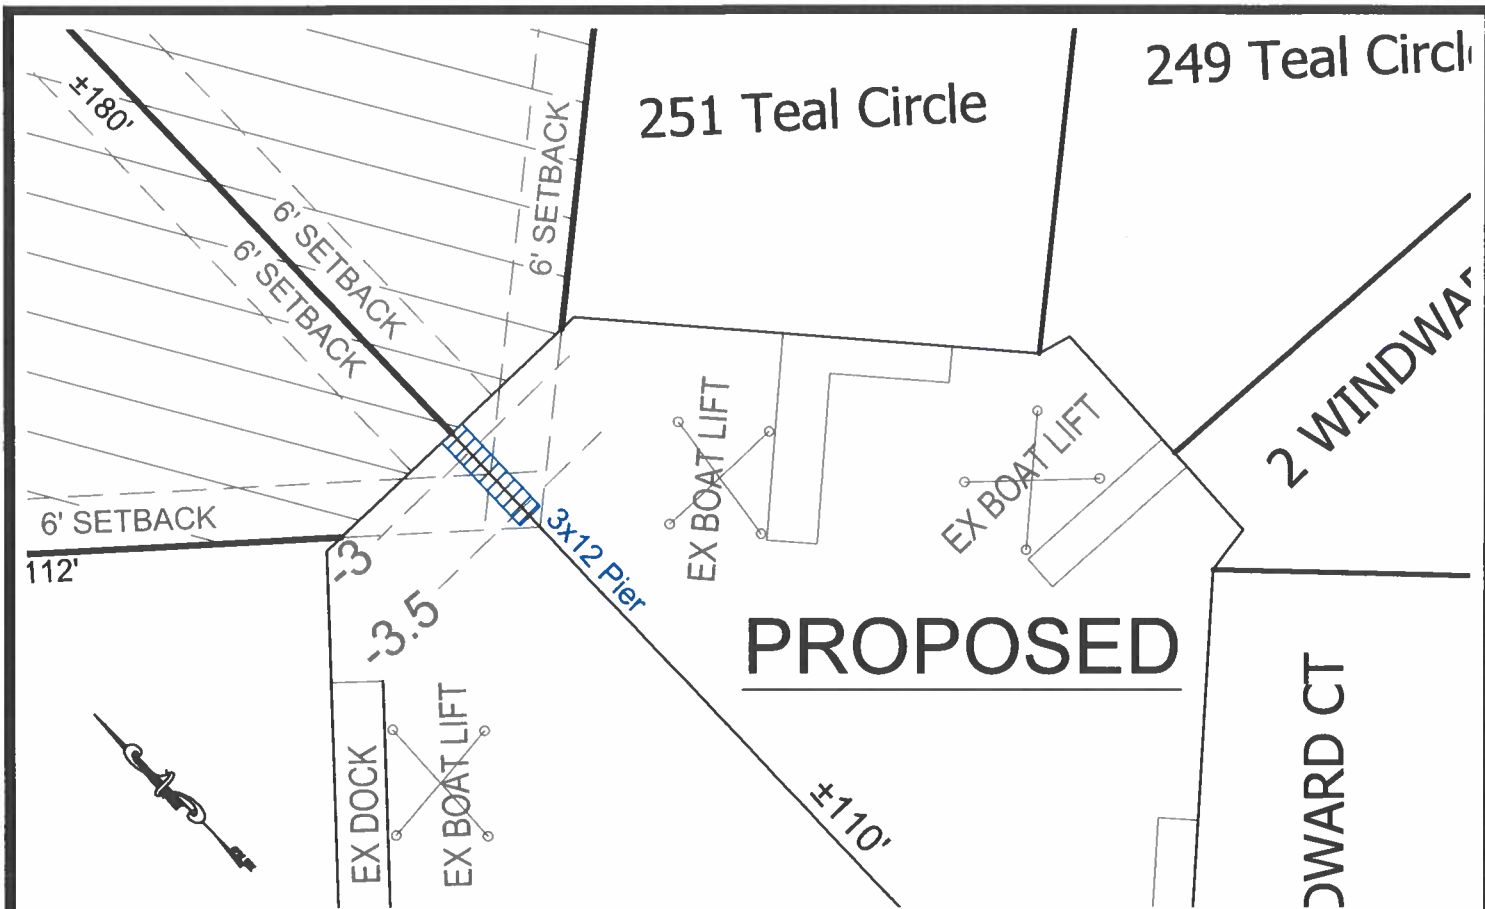 249 Teal Circl
251 Teal Circle
±180'
6' SETBACK
6' SETBACK
6' SETBACK
2 WINDWAR
EX BOAT LIFT
EX BOAT LIFT
6' SETBACK
112'
3x12 Pier
-3
-3.5
PROPOSED
DWARD CT
EX DOCK
EX BOAT LIFT
±110'